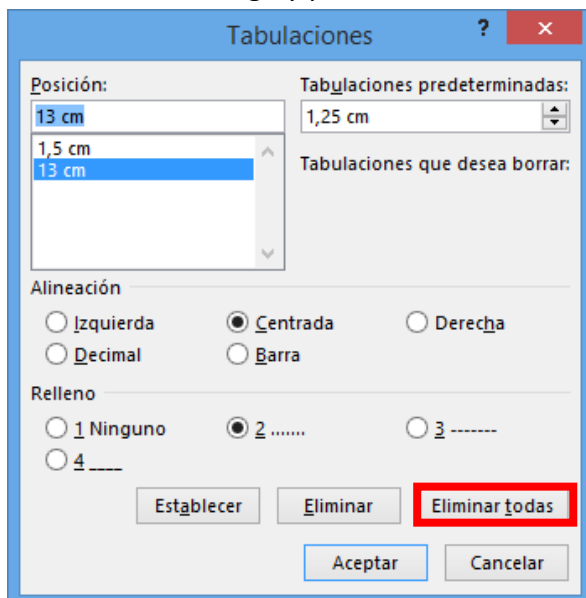 Tabulaciones ? ×
Posición: Tabulaciones predeterminadas:
13 cm 1,25 cm
1,5 cm
Tabulaciones que desea borrar:
13 cm
Alineación
Izquierda Centrada Derecha
Decimal Barra
Relleno
1 Ninguno 2 ....... 3 -------
4 ____
Establecer Eliminar Eliminar todas
Aceptar Cancelar